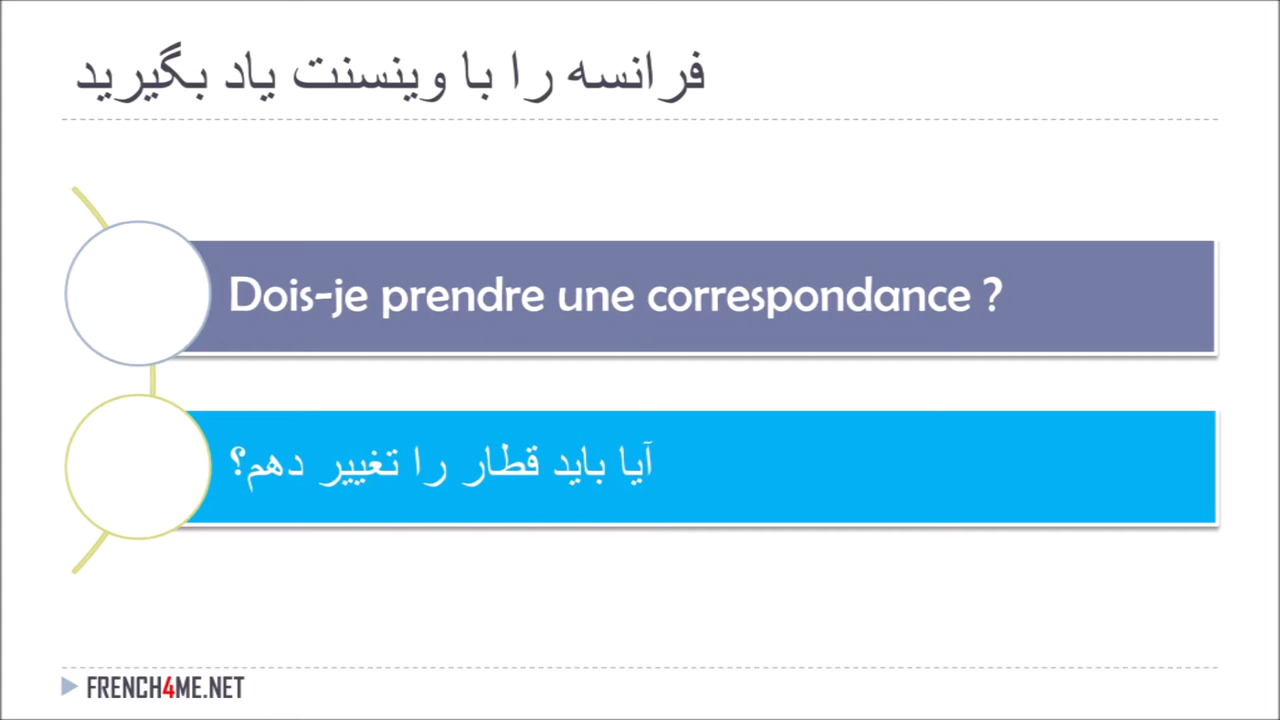 فرانسه را با وینسنت یاد بگیرید
Dois-je prendre une correspondance ?
آیا باید قطار را تغییر دهم؟
FRENCH4ME.NET